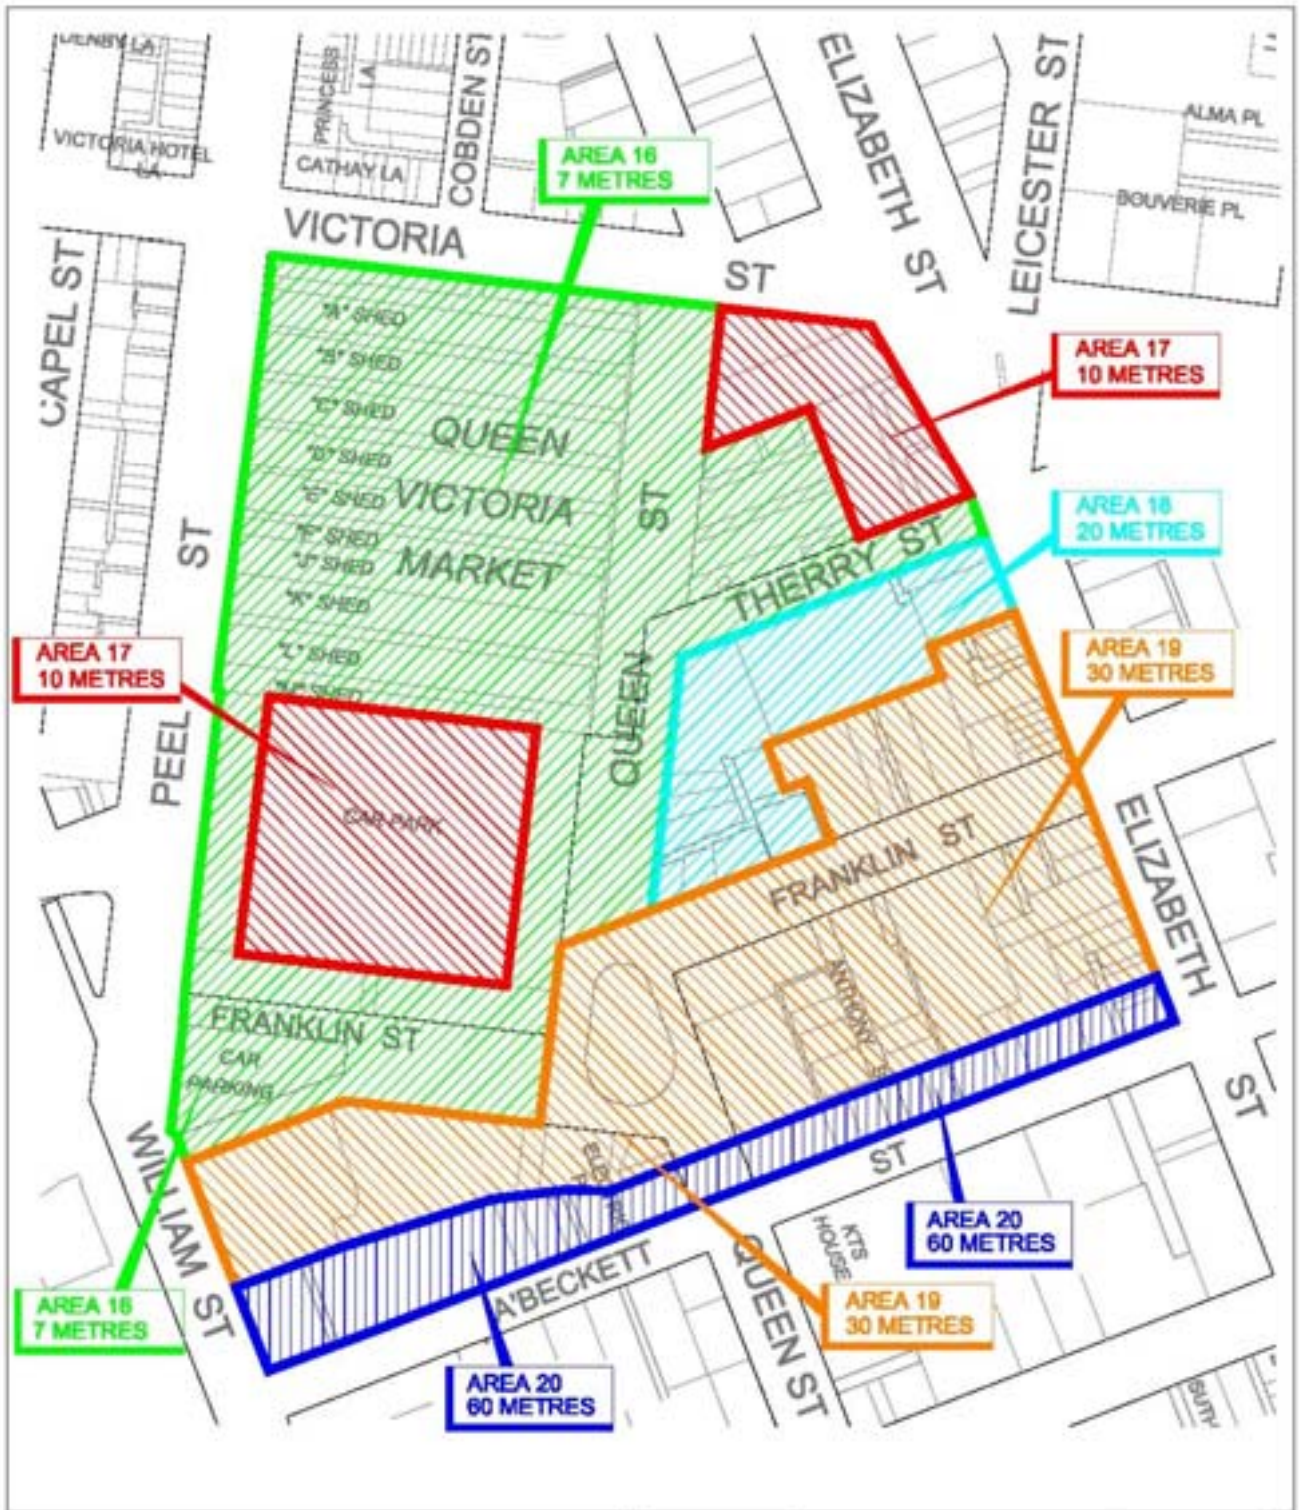 DENBY LA
PRINCESS
LA
COBDEN ST
ELIZABETH ST
LEICESTER ST
ALMA PL
VICTORIA HOTEL
LA
CATHAY LA
AREA 16
7 METRES
BOUVERIE PL
VICTORIA
ST
CAPEL ST
"A" SHED
"B" SHED
"C" SHED
"D" SHED
"E" SHED
"F" SHED
"J" SHED
"K" SHED
"L" SHED
QUEEN
VICTORIA
MARKET
AREA 17
10 METRES
ST
ST
THERRY ST
AREA 18
20 METRES
AREA 17
10 METRES
QUEEN
AREA 19
30 METRES
PEEL
CAR PARK
FRANKLIN ST
ELIZABETH
ANTHONY
FRANKLIN ST
CAR
PARKING
ST
WILLIAM ST
ST
KTS
HOUSE
AREA 20
60 METRES
A'BECKETT
QUEEN ST
AREA 16
7 METRES
AREA 19
30 METRES
AREA 20
60 METRES